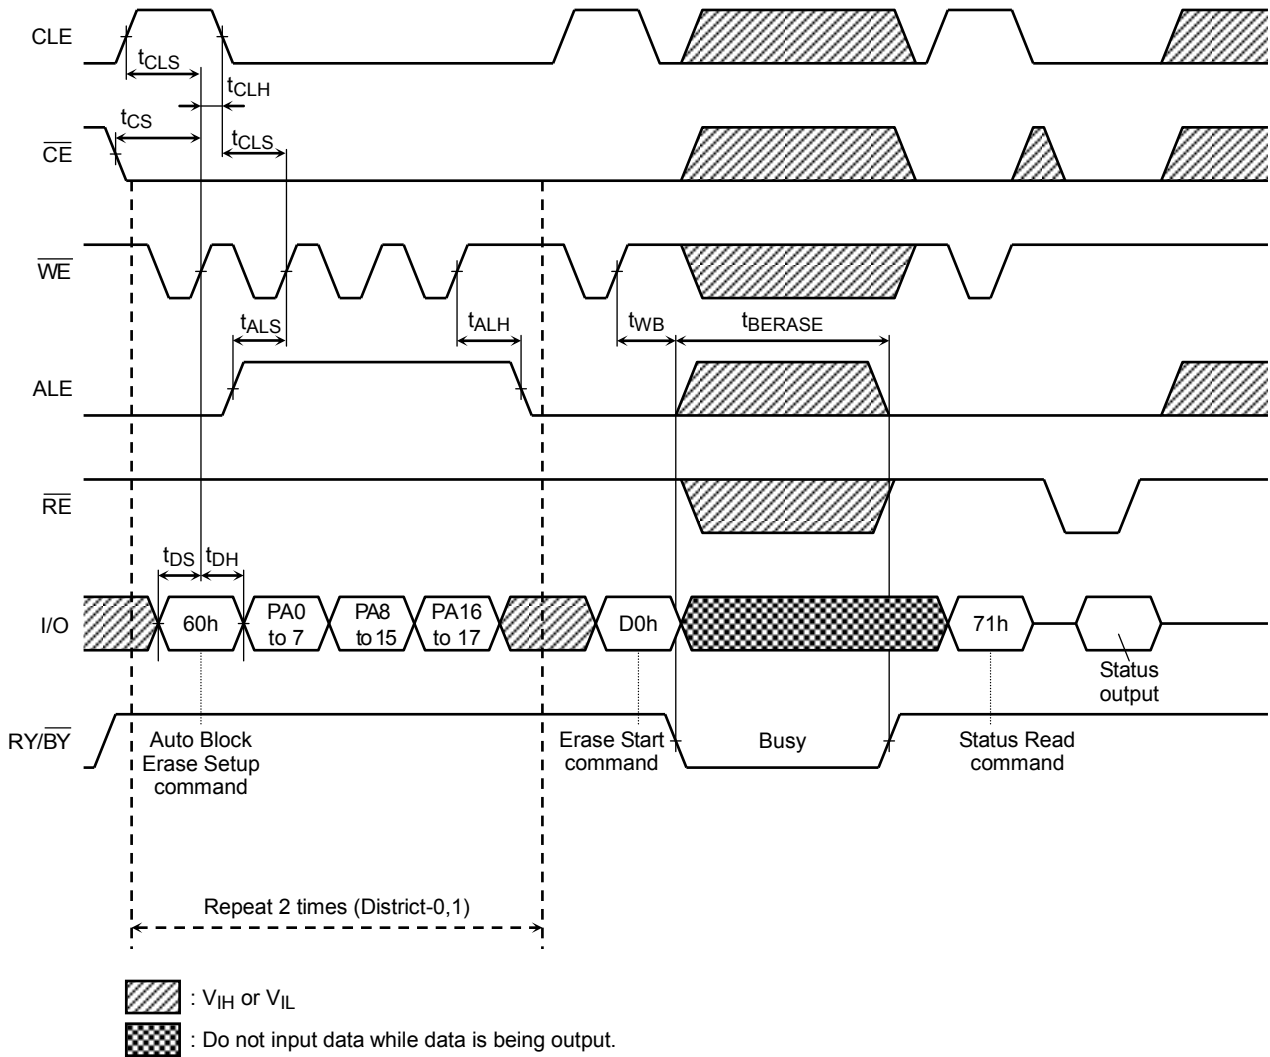 CLE
tCLS
tCLH
tCS
tCLS
CE
WE
tALS
tALH
tWB
tBERASE
ALE
RE
tDS
tDH
I/O
60h
PA0
to 7
PA8
to 15
PA16
to 17
D0h
71h
Status
output
RY/BY
Auto Block
Erase Setup
command
Erase Start
command
Busy
Status Read
command
Repeat 2 times (District-0,1)
: VIH or VIL
: Do not input data while data is being output.